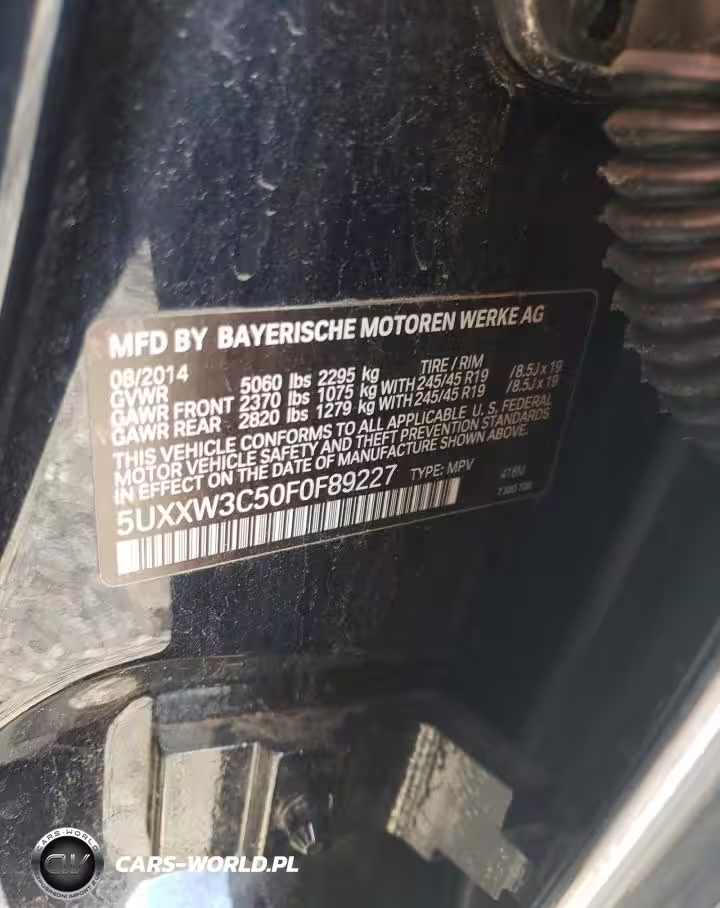 MFD BY BAYERISCHE MOTOREN WERKE AG
08/2014 TIRE / RIM
GVWR 5060 lbs 2295 kg
GAWR FRONT 2370 lbs 1075 kg WITH 245/45 R19 /8.5J x 19
GAWR REAR 2820 lbs 1279 kg WITH 245/45 R19 /8.5J x 19
THIS VEHICLE CONFORMS TO ALL APPLICABLE U.S. FEDERAL
MOTOR VEHICLE SAFETY AND THEFT PREVENTION STANDARDS
IN EFFECT ON THE DATE OF MANUFACTURE SHOWN ABOVE.
5UXXW3C50F0F89227 TYPE: MPV
CARS-WORLD
CW
CARS-WORLD.PL